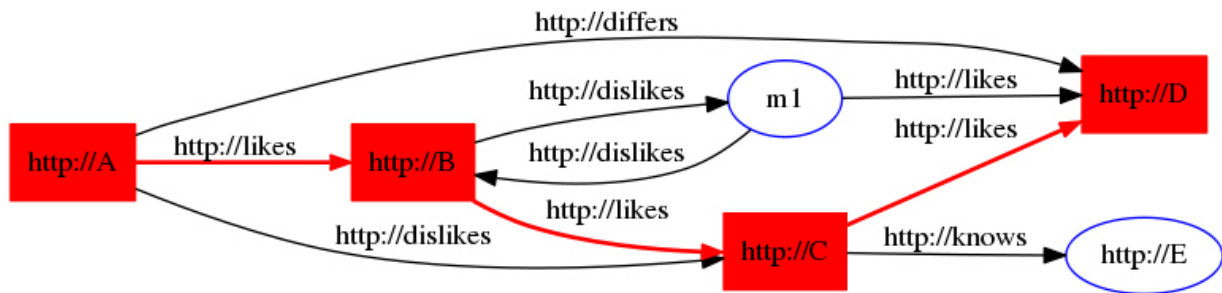 http://differs
http://dislikes
m1
http://likes
http://D
http://A
http://likes
http://B
http://dislikes
http://likes
http://likes
http://dislikes
http://C
http://knows
http://E